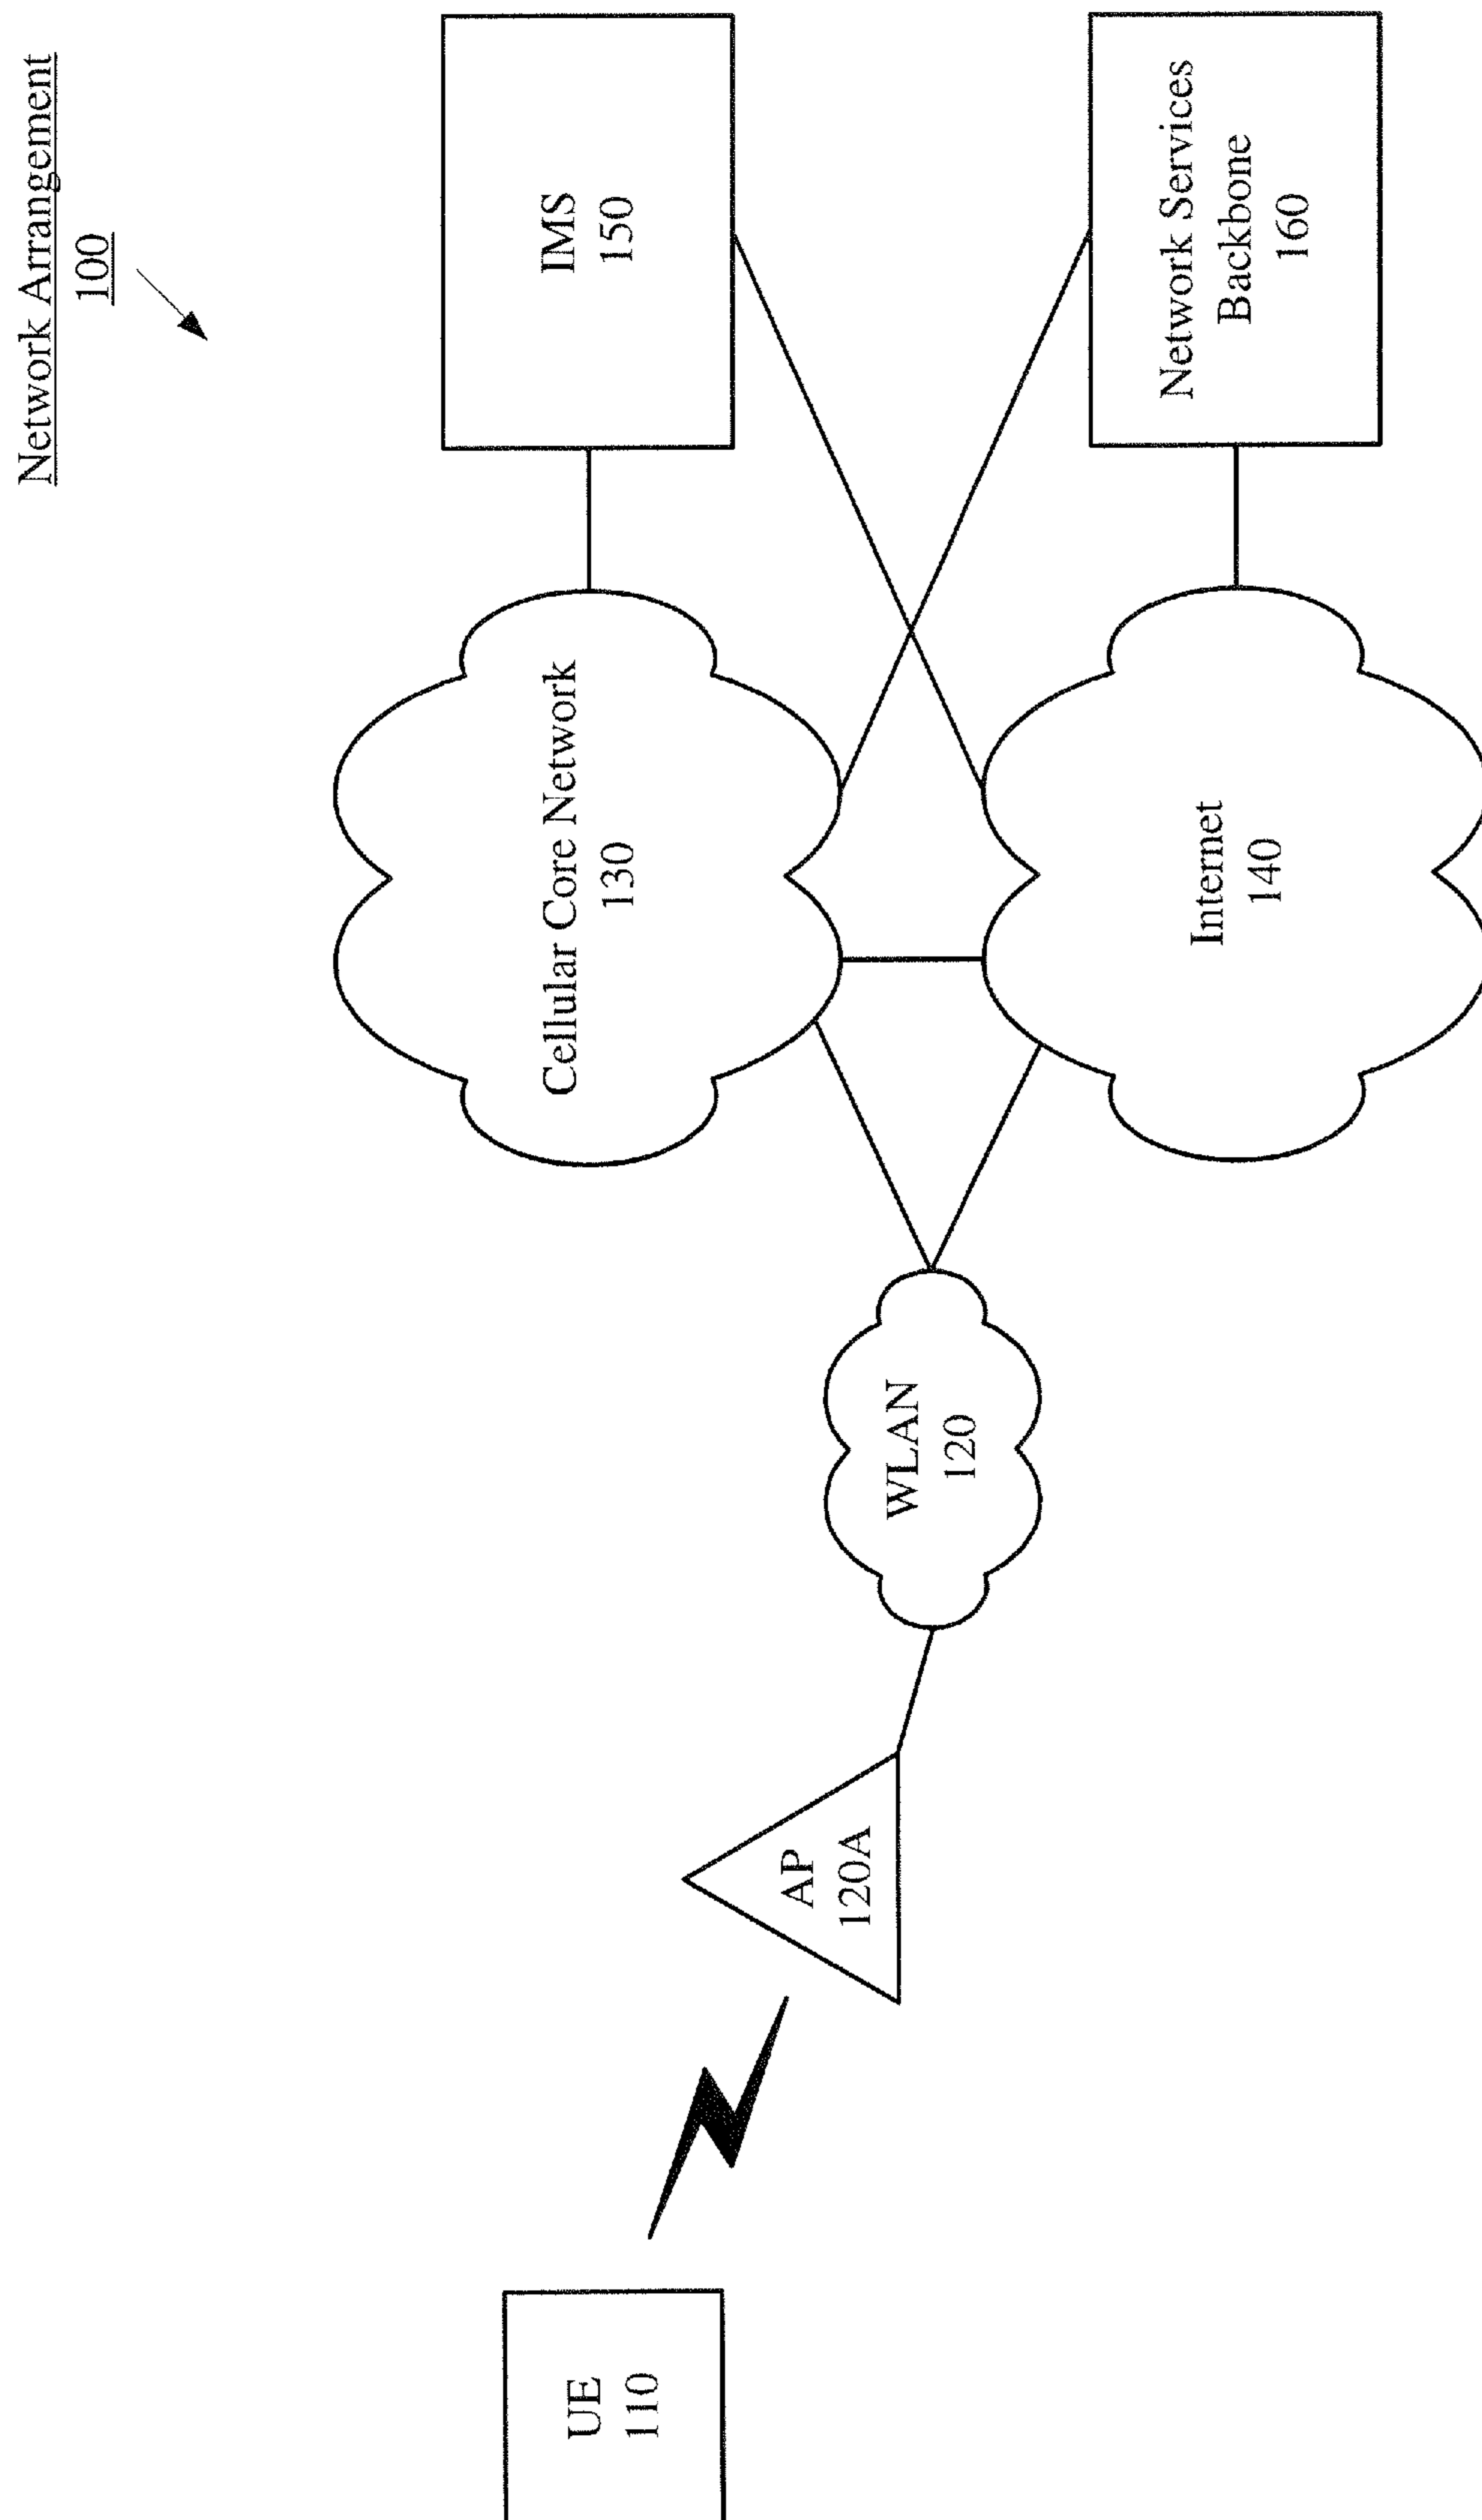 Network Arrangement
100
UE
110
AP
120A
WLAN
120
Cellular Core Network
130
Internet
140
IMS
150
Network Services
Backbone
160